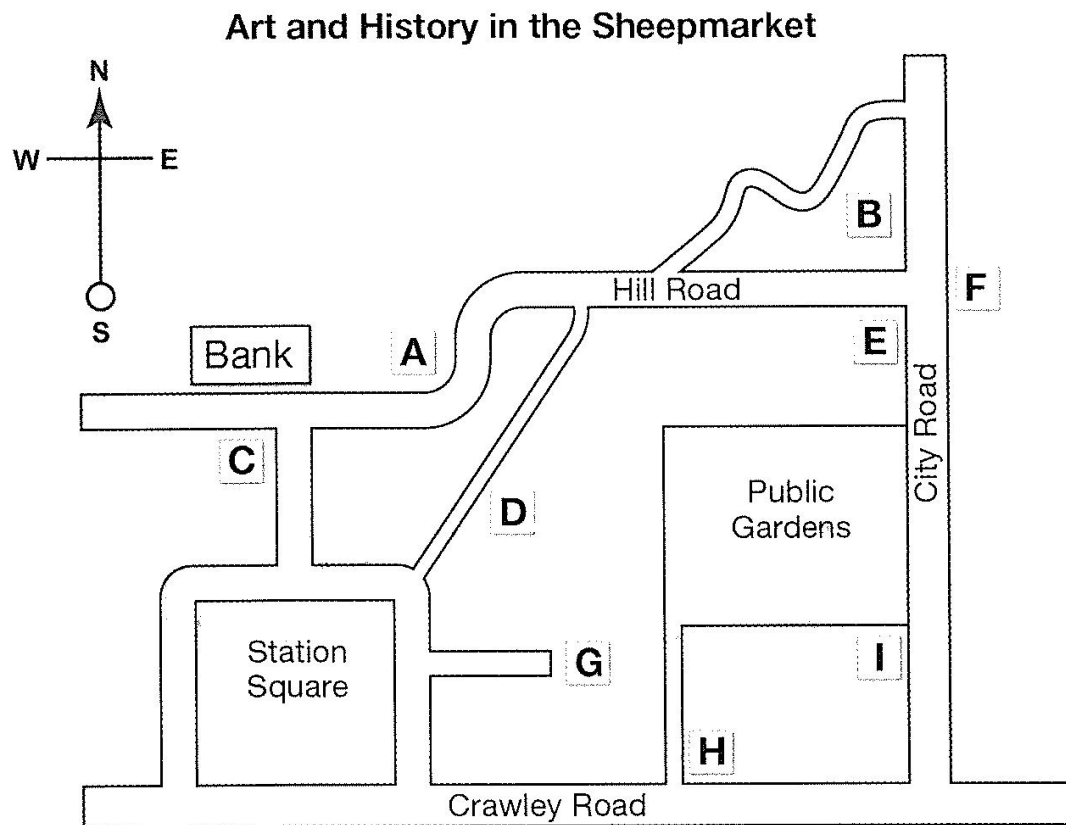 Art and History in the Sheepmarket
N
W
E
S
B
Hill Road
F
A
E
Bank
C
City Road
D
Public
Gardens
Station
Square
G
I
H
Crawley Road